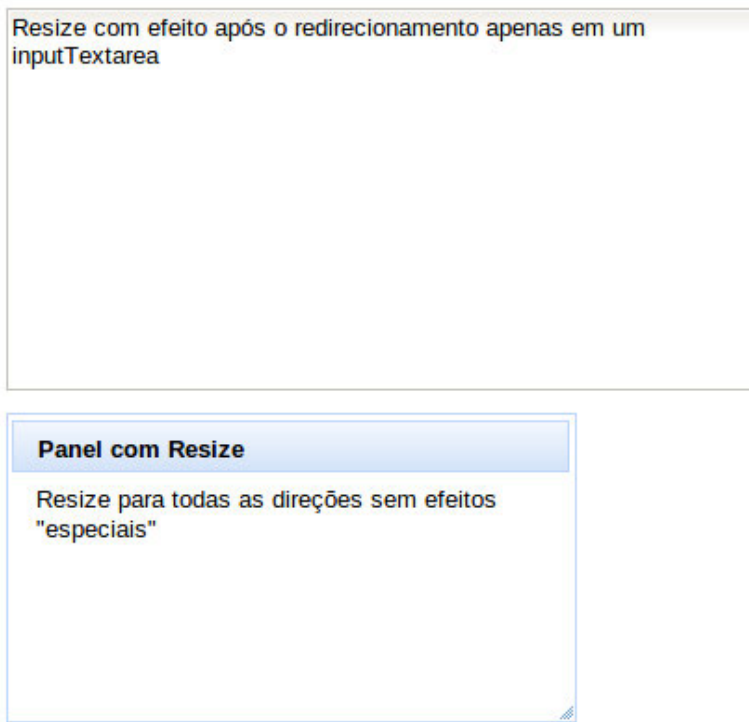 Resize com efeito após o redirecionamento apenas em um
inputTextarea
Panel com Resize
Resize para todas as direções sem efeitos
"especiais"